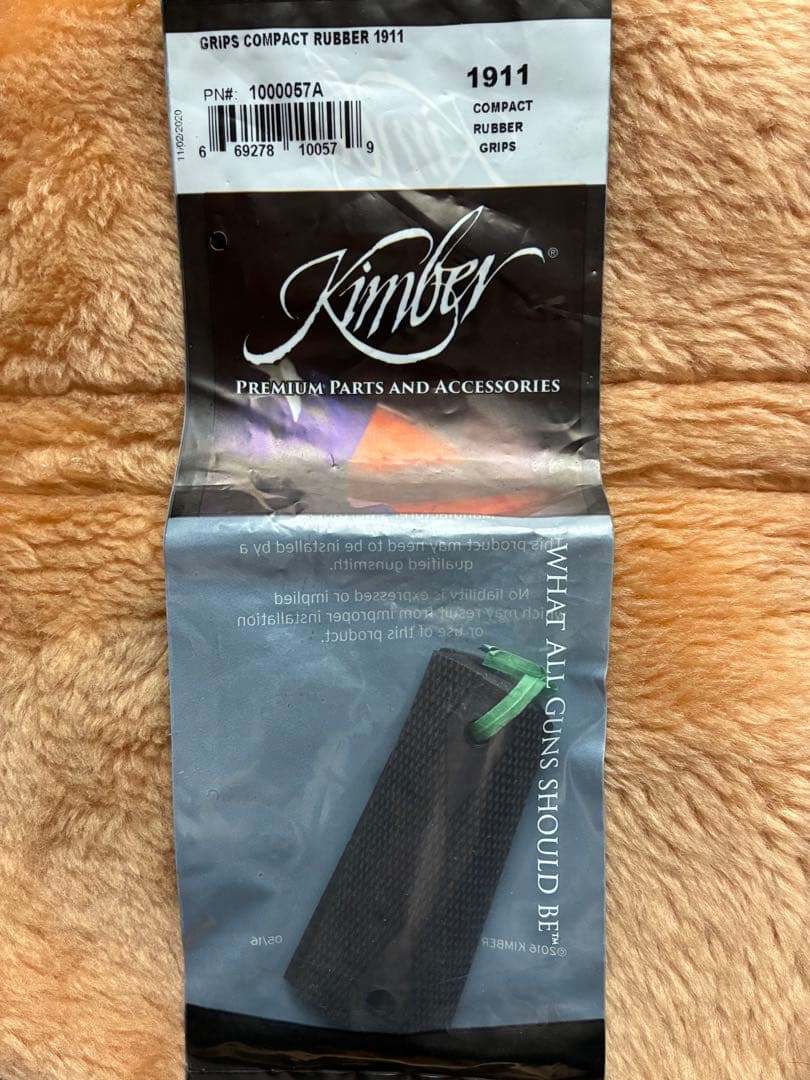 GRIPS COMPACT RUBBER 1911
PN#: 1000057A
1911
COMPACT
RUBBER
GRIPS
11/02/2020
6 69278 10057 9
Kimber®
PREMIUM PARTS AND ACCESSORIES
This product may need to be installed by a
qualified gunsmith.
No liability is expressed or implied
which may result from improper installation
or use of this product.
WHAT ALL GUNS SHOULD BE™
05/16
©2016 KIMBER